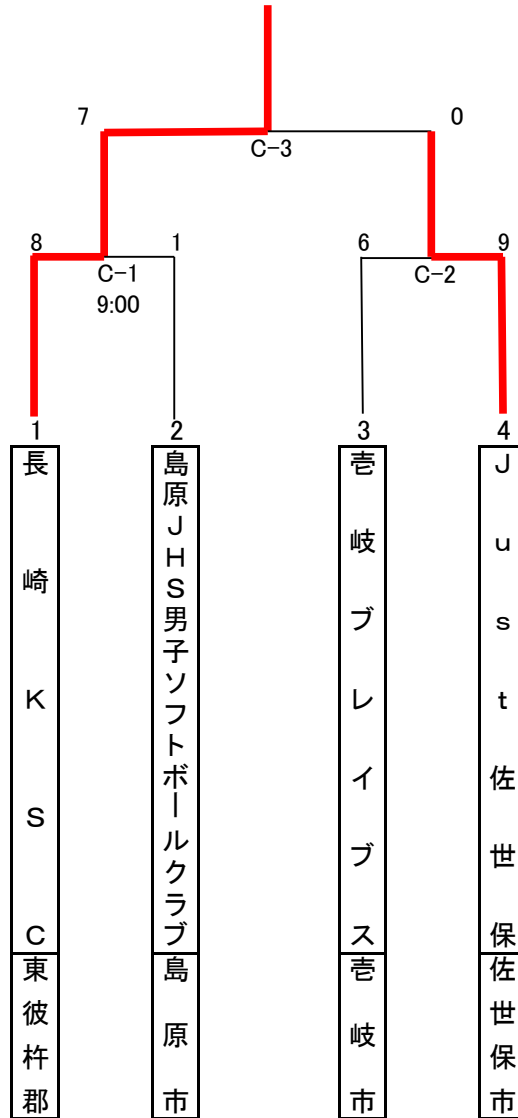 7
0
C-3
8
1
6
9
C-1
C-2
9:00
1
2
3
4
長崎KSC
島原JHS男子ソフトボールクラブ
壱岐ブレイブス
Just佐世保
東彼杵郡
島原市
壱岐市
佐世保市